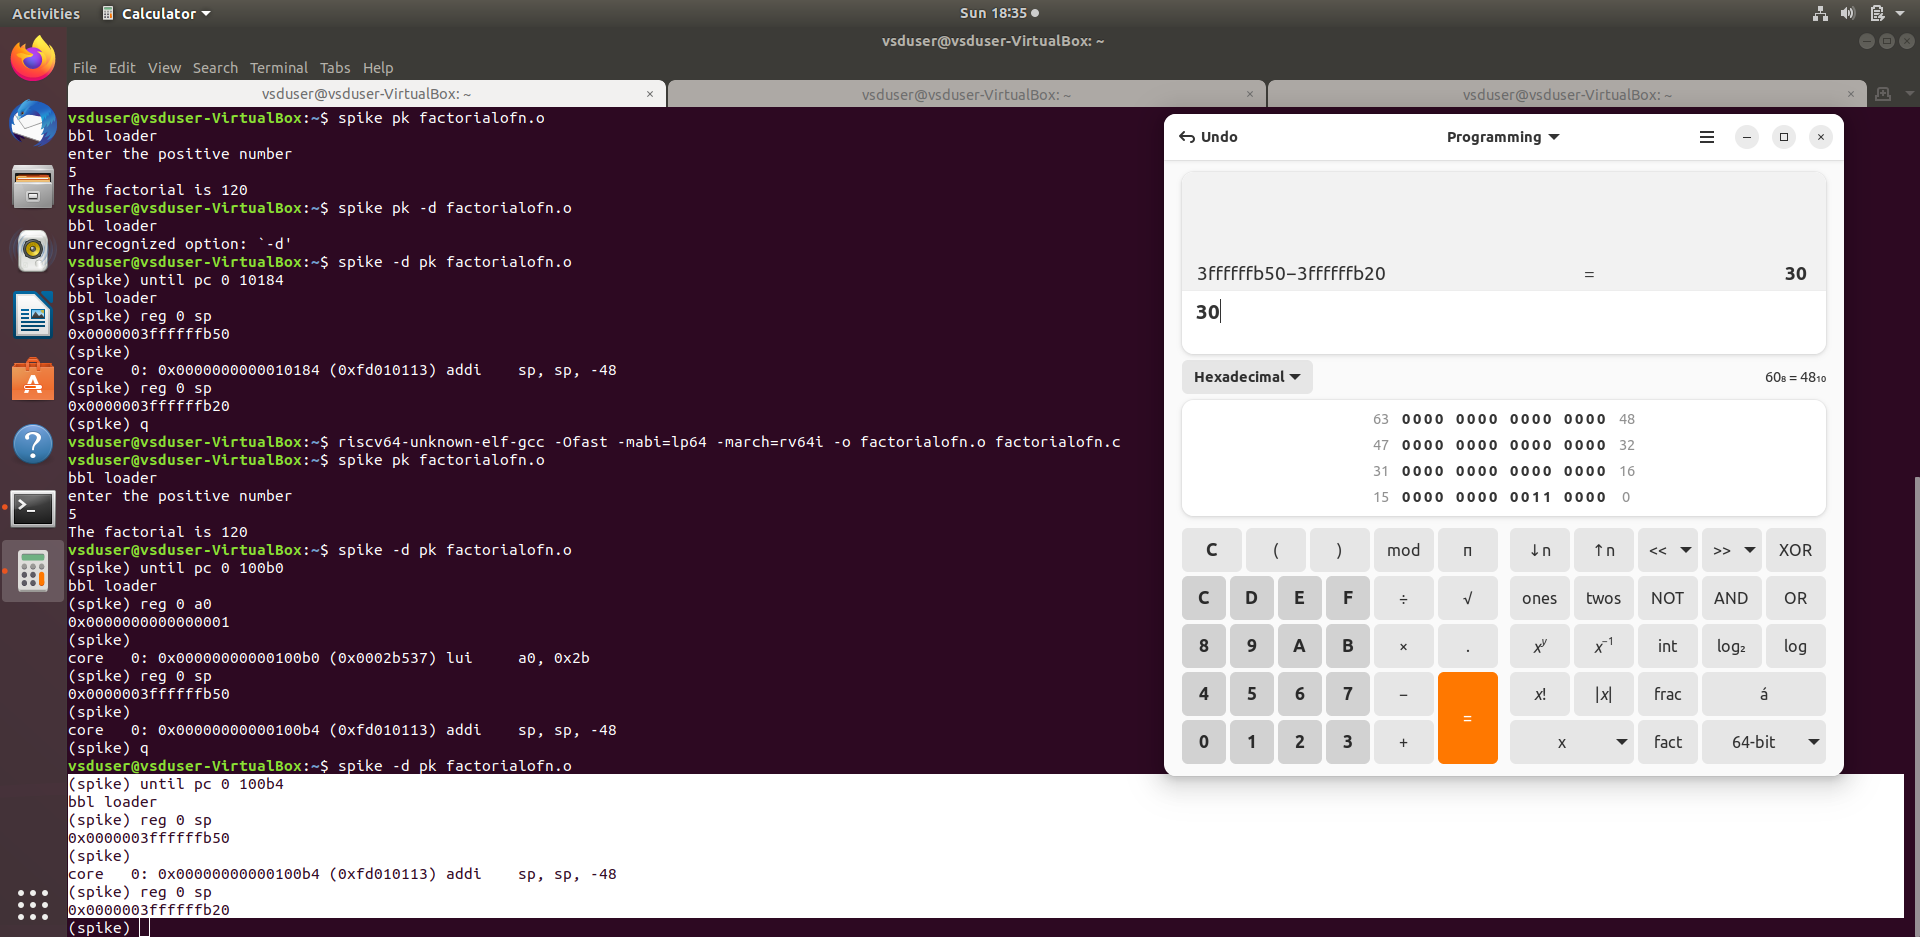 Activities
Calculator
Sun 18:35
vsduser@vsduser-VirtualBox: ~
File Edit View Search Terminal Tabs Help
vsduser@vsduser-VirtualBox: ~ ×
vsduser@vsduser-VirtualBox: ~ ×
vsduser@vsduser-VirtualBox: ~ ×
vsduser@vsduser-VirtualBox:~$ spike pk factorialofn.o
bbl loader
enter the positive number
5
The factorial is 120
vsduser@vsduser-VirtualBox:~$ spike pk -d factorialofn.o
bbl loader
unrecognized option: `-d'
vsduser@vsduser-VirtualBox:~$ spike -d pk factorialofn.o
(spike) until pc 0 10184
bbl loader
(spike) reg 0 sp
0x0000003ffffffb50
(spike)
core   0: 0x0000000000010184 (0xfd010113) addi    sp, sp, -48
(spike) reg 0 sp
0x0000003ffffffb20
(spike) q
vsduser@vsduser-VirtualBox:~$ riscv64-unknown-elf-gcc -Ofast -mabi=lp64 -march=rv64i -o factorialofn.o factorialofn.c
vsduser@vsduser-VirtualBox:~$ spike pk factorialofn.o
bbl loader
enter the positive number
5
The factorial is 120
vsduser@vsduser-VirtualBox:~$ spike -d pk factorialofn.o
(spike) until pc 0 100b0
bbl loader
(spike) reg 0 a0
0x0000000000000001
(spike)
core   0: 0x00000000000100b0 (0x0002b537) lui     a0, 0x2b
(spike) reg 0 sp
0x0000003ffffffb50
(spike)
core   0: 0x00000000000100b4 (0xfd010113) addi    sp, sp, -48
(spike) q
vsduser@vsduser-VirtualBox:~$ spike -d pk factorialofn.o
(spike) until pc 0 100b4
bbl loader
(spike) reg 0 sp
0x0000003ffffffb50
(spike)
core   0: 0x00000000000100b4 (0xfd010113) addi    sp, sp, -48
(spike) reg 0 sp
0x0000003ffffffb20
(spike)
Undo
Programming
3ffffffb50−3ffffffb20 = 30
30
Hexadecimal
60₈ = 48₁₀
63 0000 0000 0000 0000 48
47 0000 0000 0000 0000 32
31 0000 0000 0000 0000 16
15 0000 0000 0011 0000 0
C ( ) mod π ↓n ↑n << >> XOR
C D E F ÷ √ ones twos NOT AND OR
8 9 A B × . xʸ x⁻¹ int log₂ log
4 5 6 7 − = x! |x| frac á
0 1 2 3 + x fact 64-bit